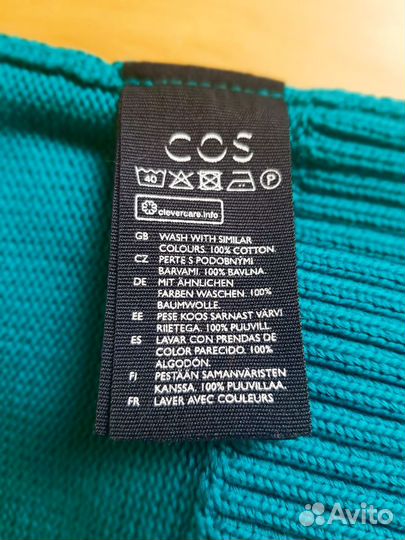 COS
40 P
clevercare.info
GB WASH WITH SIMILAR
COLOURS. 100% COTTON.
CZ PERTE S PODOBNÝMI
BARVAMI. 100% BAVLNA.
DE MIT ÄHNLICHEN
FARBEN WASCHEN. 100%
BAUMWOLLE.
EE PESE KOOS SARNAST VÄRVI
RIIETEGA. 100% PUUVILL.
ES LAVAR CON PRENDAS DE
COLOR PARECIDO. 100%
ALGODÓN.
FI PESTÄÄN SAMANVÄRISTEN
KANSSA. 100% PUUVILLAA.
FR LAVER AVEC COULEURS
Avito